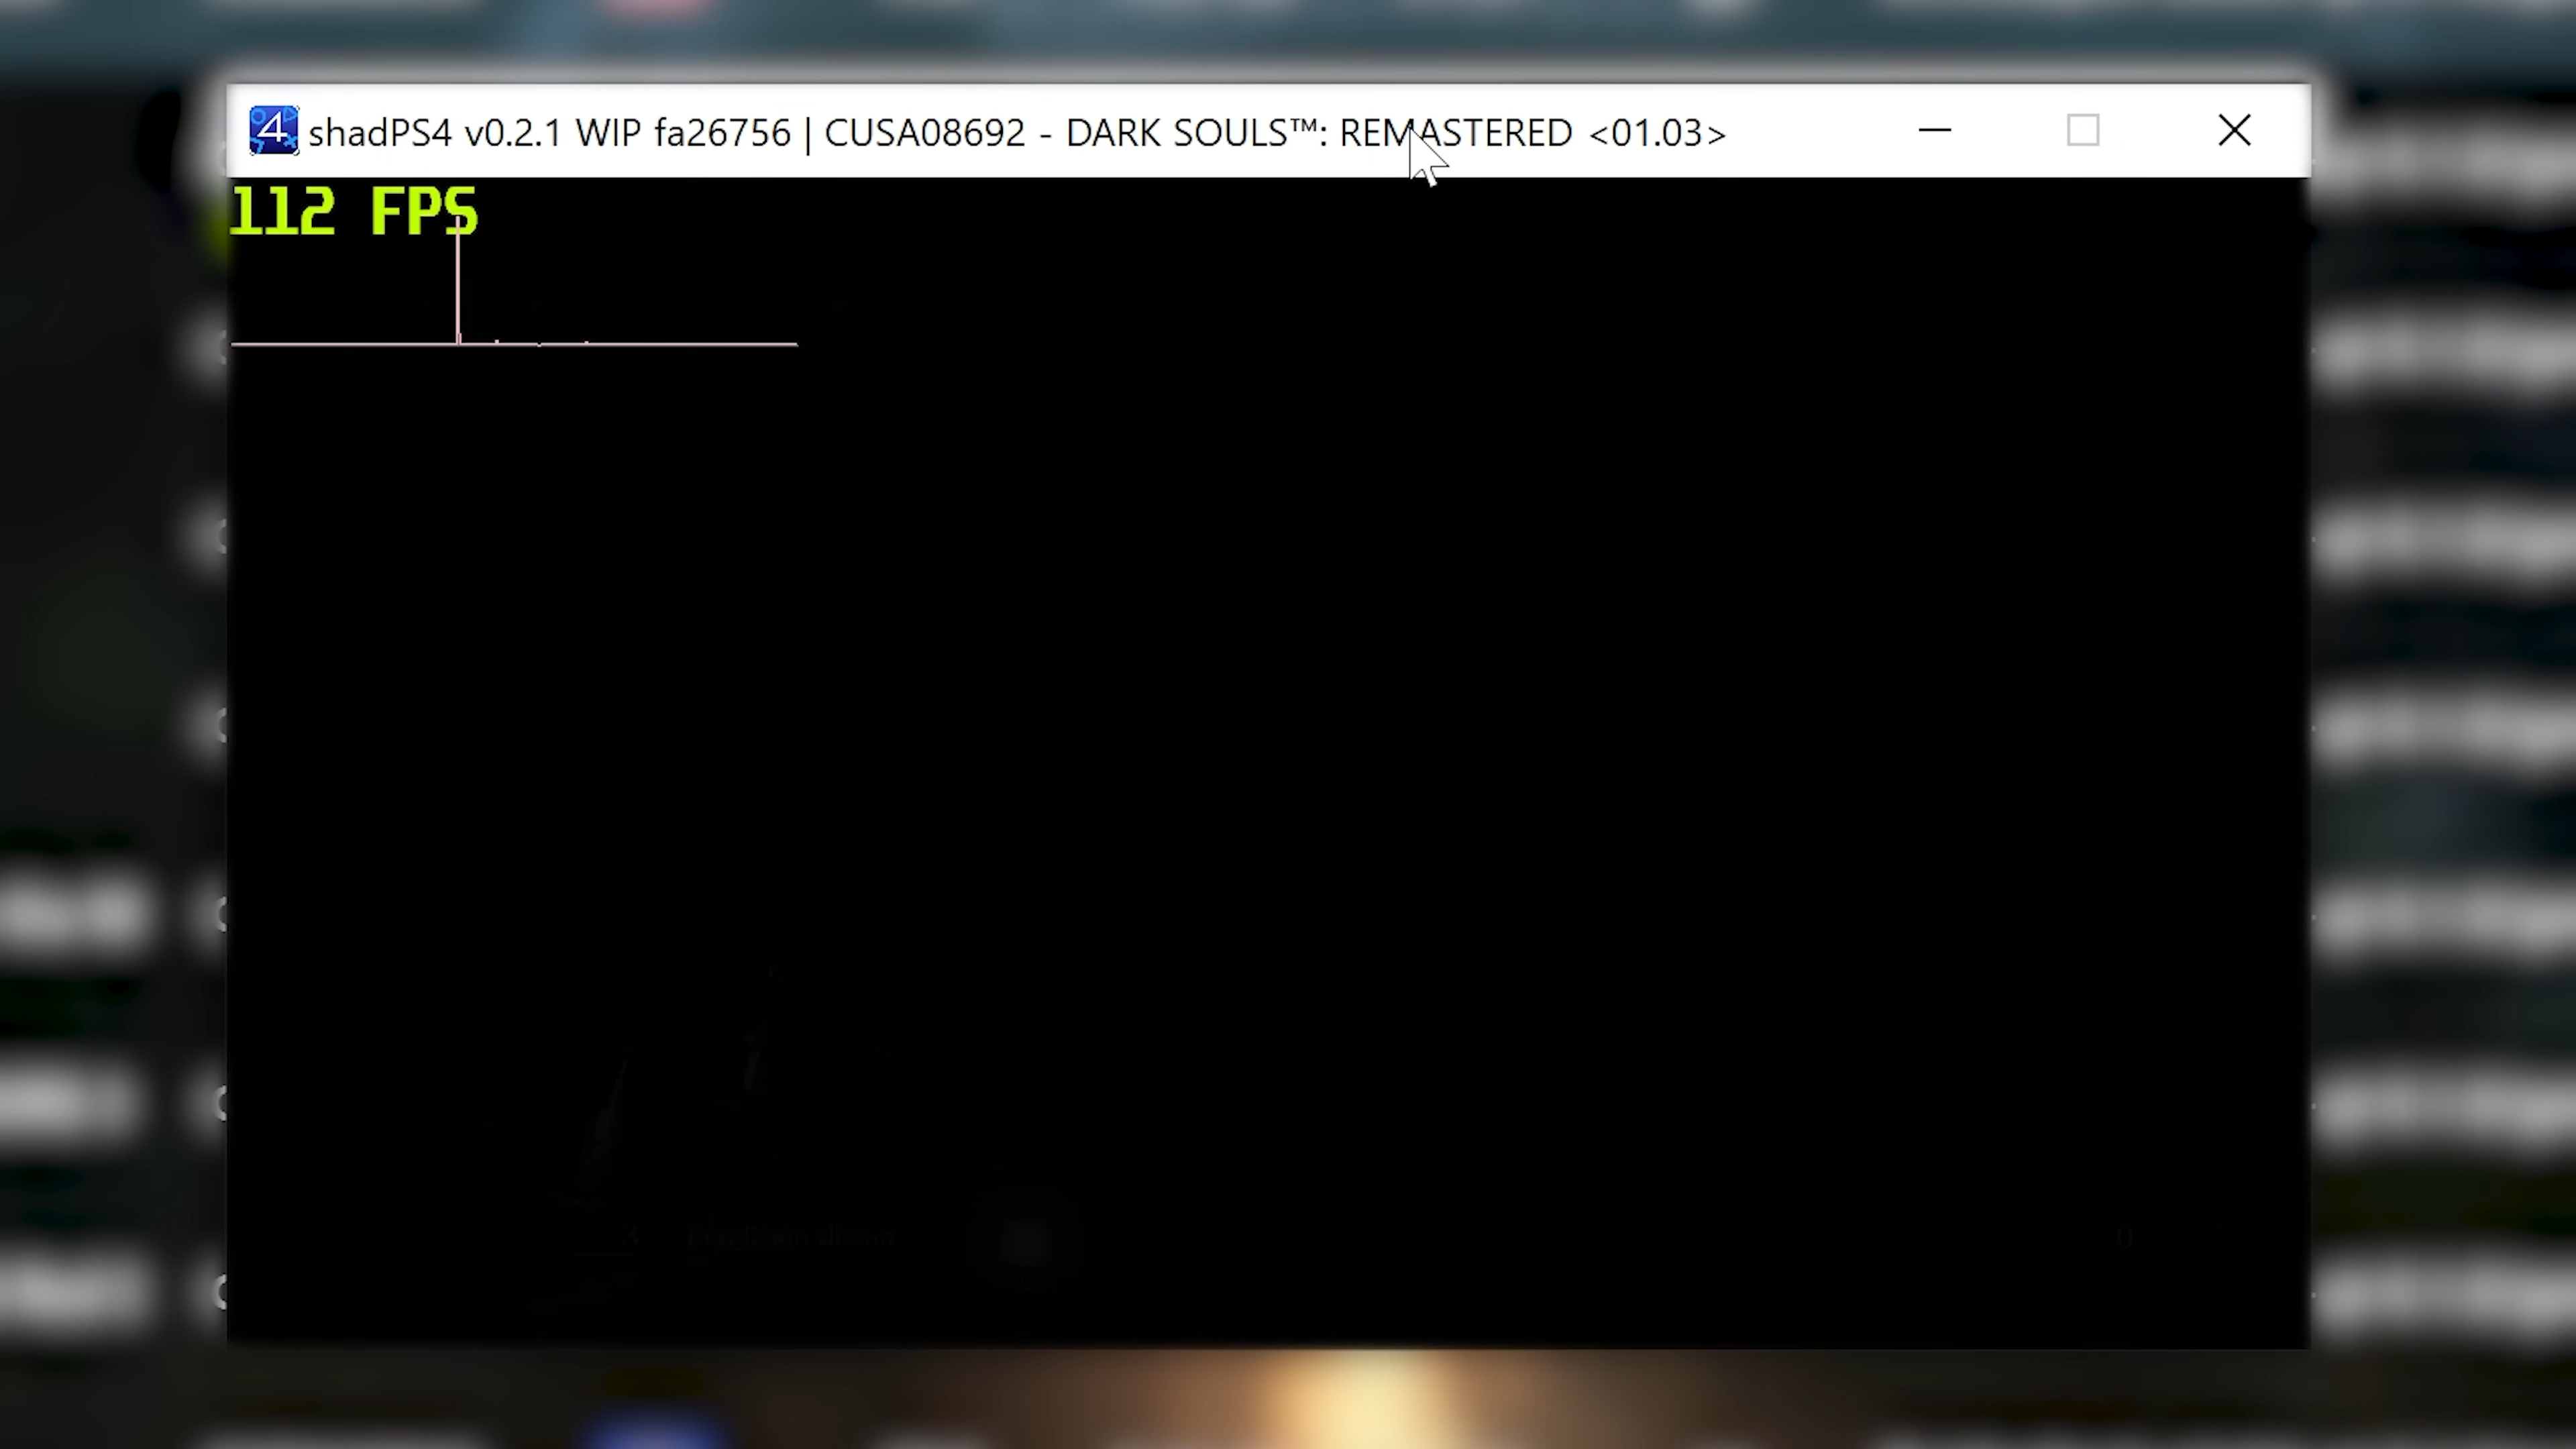 shadPS4 v0.2.1 WIP fa26756 | CUSA08692 - DARK SOULS™: REMASTERED <01.03>
112 FPS